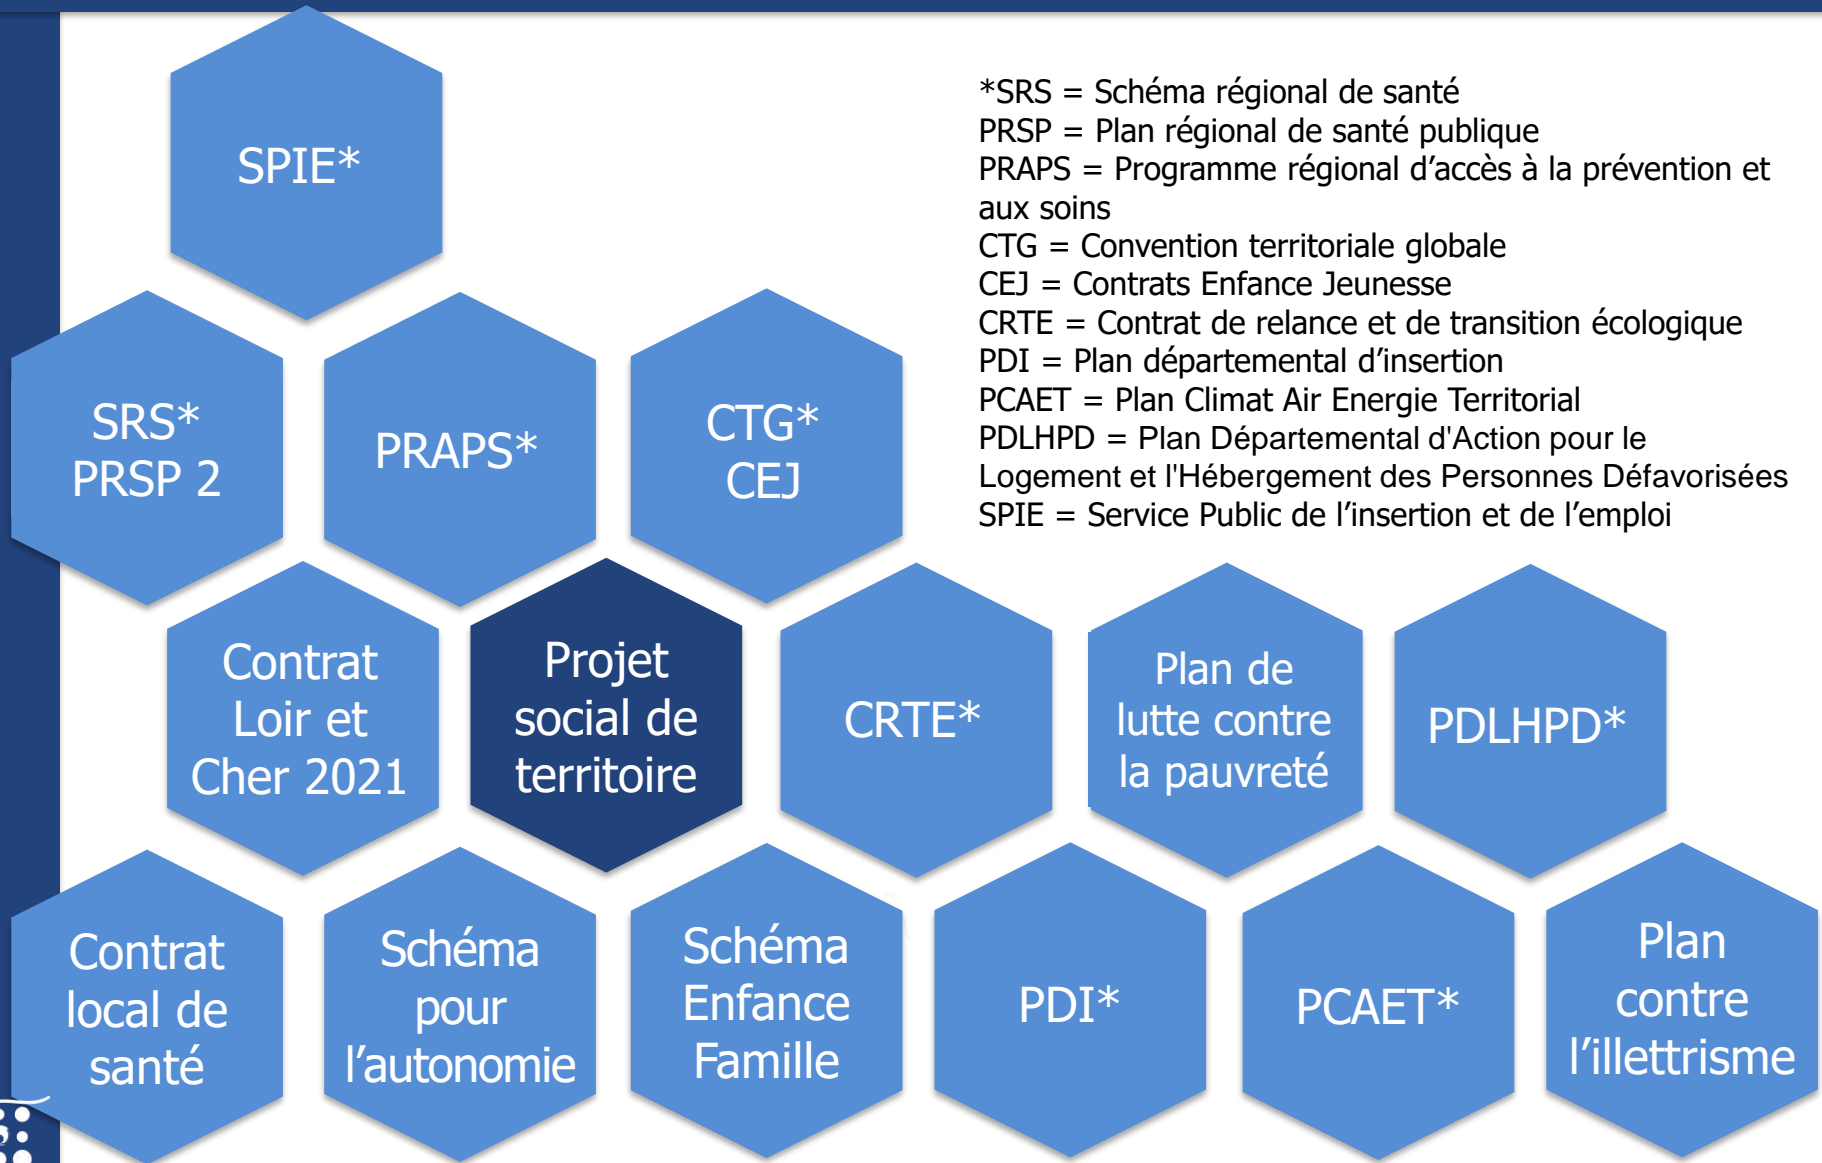 SPIE*
*SRS = Schéma régional de santé
PRSP = Plan régional de santé publique
PRAPS = Programme régional d’accès à la prévention et
aux soins
CTG = Convention territoriale globale
CEJ = Contrats Enfance Jeunesse
CRTE = Contrat de relance et de transition écologique
PDI = Plan départemental d’insertion
PCAET = Plan Climat Air Energie Territorial
PDLHPD = Plan Départemental d'Action pour le
Logement et l'Hébergement des Personnes Défavorisées
SPIE = Service Public de l’insertion et de l’emploi
SRS*
PRSP 2
PRAPS*
CTG*
CEJ
Contrat
Loir et
Cher 2021
Projet
social de
territoire
CRTE*
Plan de
lutte contre
la pauvreté
PDLHPD*
Contrat
local de
santé
Schéma
pour
l’autonomie
Schéma
Enfance
Famille
PDI*
PCAET*
Plan
contre
l’illettrisme